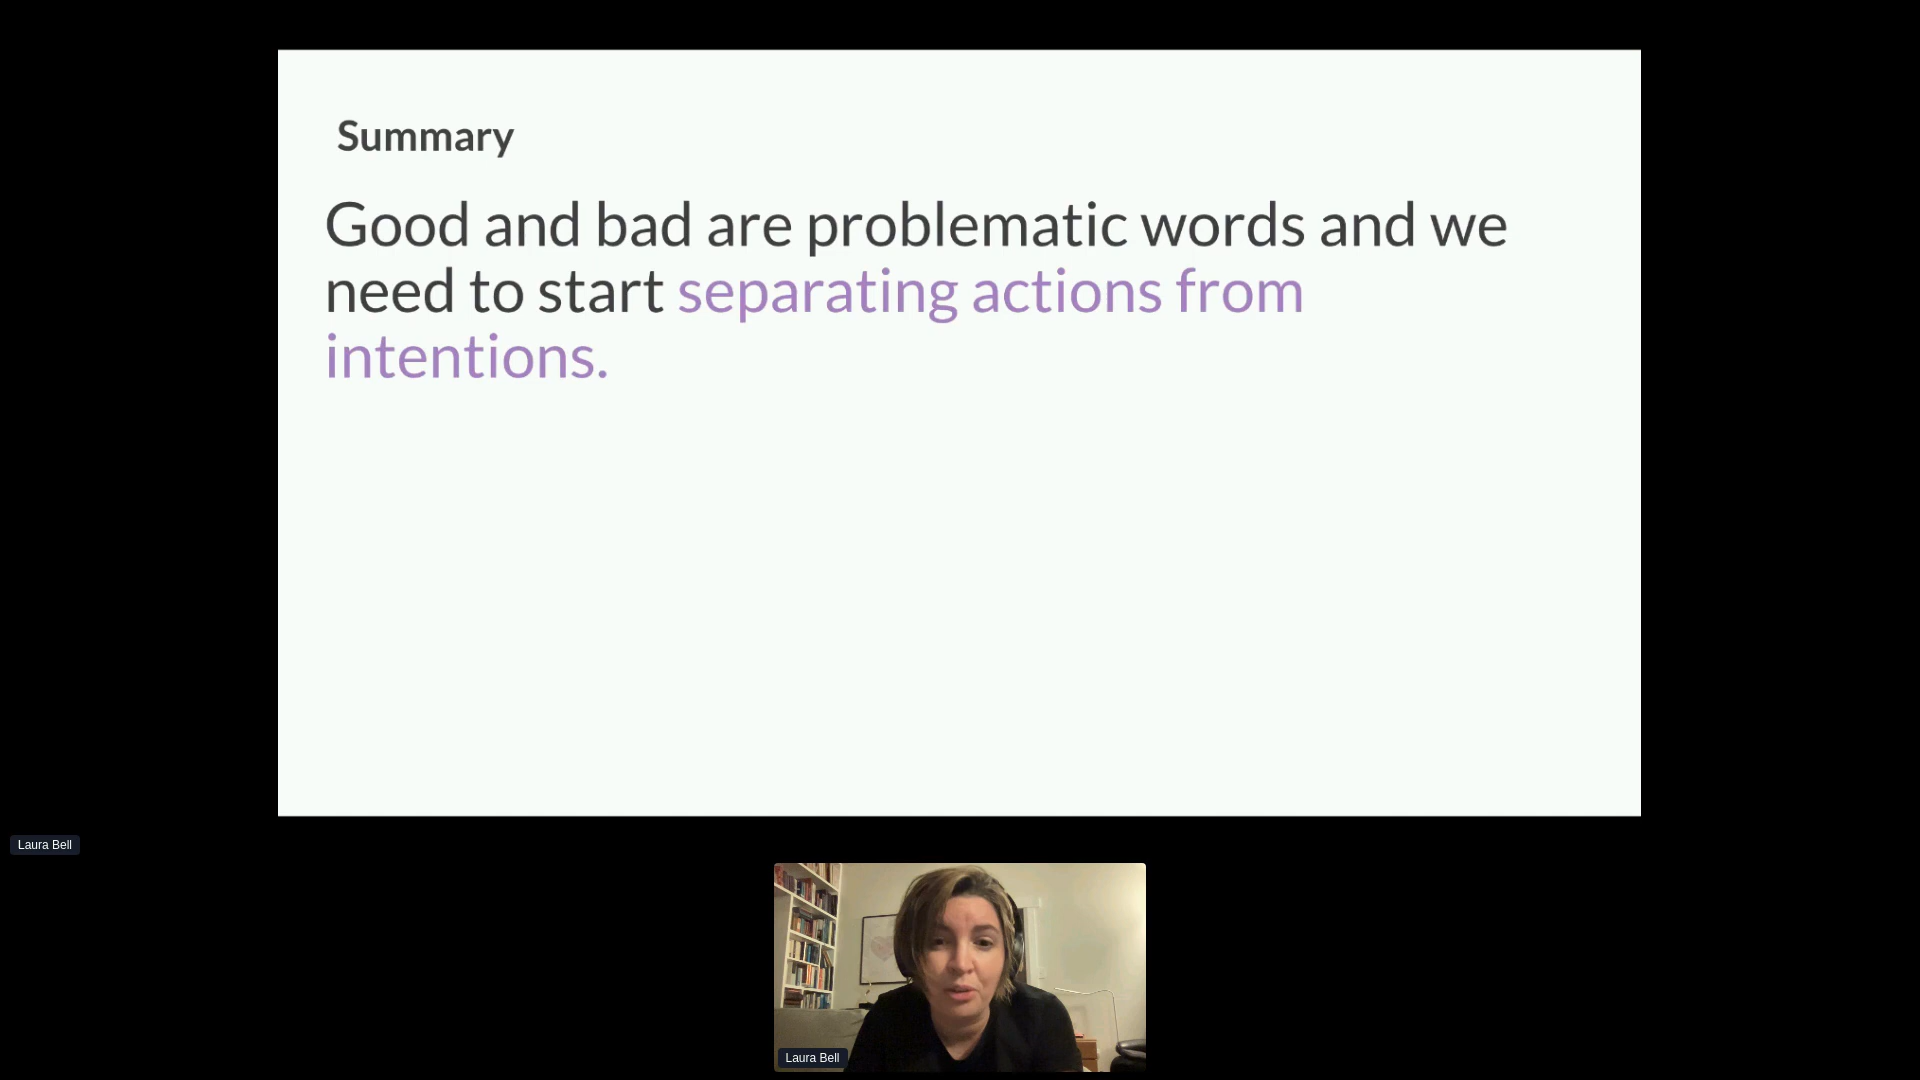 Summary
Good and bad are problematic words and we
need to start separating actions from
intentions.
Laura Bell
Laura Bell